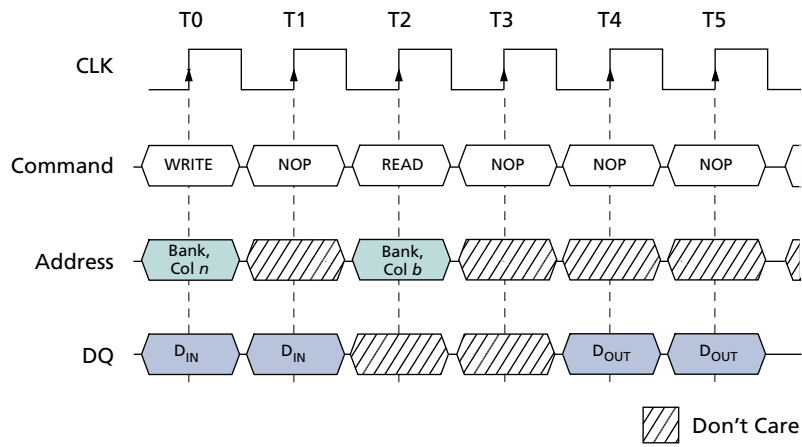 T0 T1 T2 T3 T4 T5
CLK
Command WRITE NOP READ NOP NOP NOP
Address Bank, Col n Bank, Col b
DQ DIN DIN DOUT DOUT
Don't Care